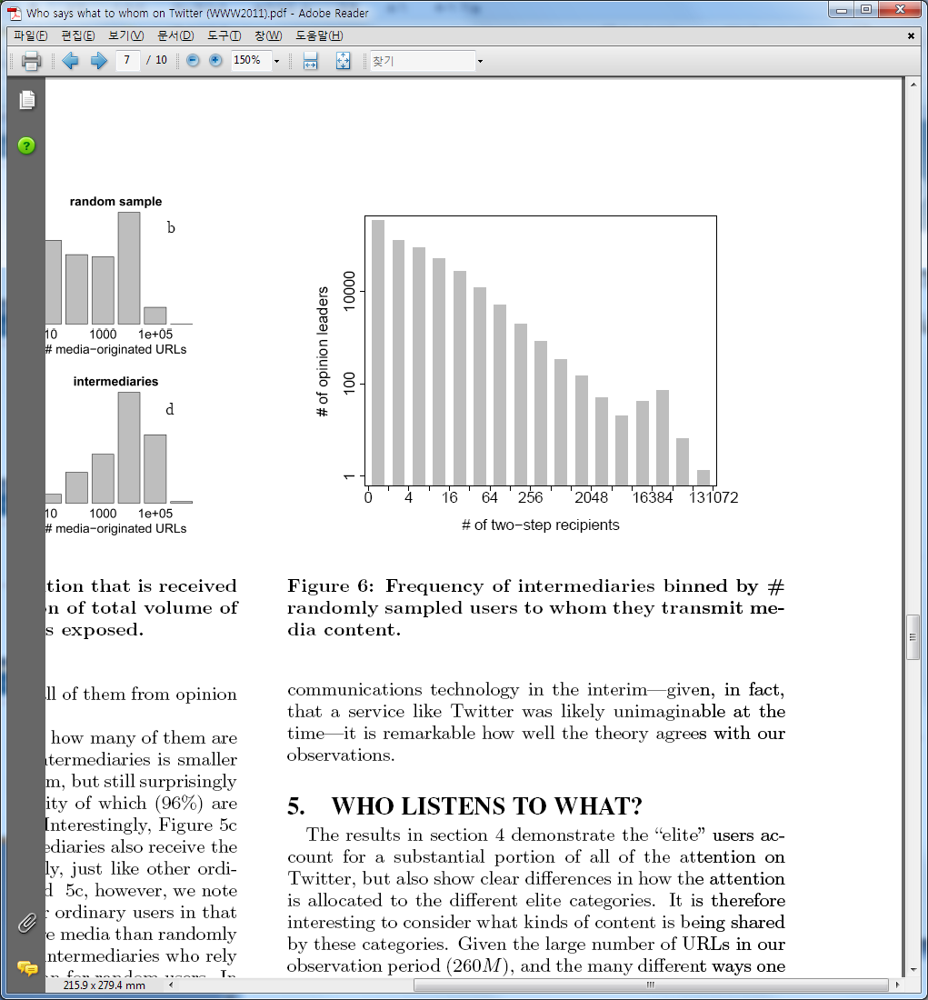 Who says what to whom on Twitter (WWW2011).pdf - Adobe Reader
파일(F) 편집(E) 보기(V) 문서(D) 도구(T) 창(W) 도움말(H)
7 / 10 150% 찾기
random sample
b
10 1000 1e+05
# media−originated URLs
intermediaries
d
10 1000 1e+05
# media−originated URLs
tion that is received
n of total volume of
s exposed.
ll of them from opinion
how many of them are
termediaries is smaller
m, but still surprisingly
ity of which (96%) are
Interestingly, Figure 5c
ediaries also receive the
ly, just like other ordi-
d 5c, however, we note
r ordinary users in that
e media than randomly
intermediaries who rely
on for random users. In
# of opinion leaders
10000
100
1
0 4 16 64 256 2048 16384 131072
# of two−step recipients
Figure 6: Frequency of intermediaries binned by #
randomly sampled users to whom they transmit me-
dia content.
communications technology in the interim—given, in fact,
that a service like Twitter was likely unimaginable at the
time—it is remarkable how well the theory agrees with our
observations.
5. WHO LISTENS TO WHAT?
The results in section 4 demonstrate the “elite” users ac-
count for a substantial portion of all of the attention on
Twitter, but also show clear differences in how the attention
is allocated to the different elite categories. It is therefore
interesting to consider what kinds of content is being shared
by these categories. Given the large number of URLs in our
observation period (260M), and the many different ways one
215.9 x 279.4 mm